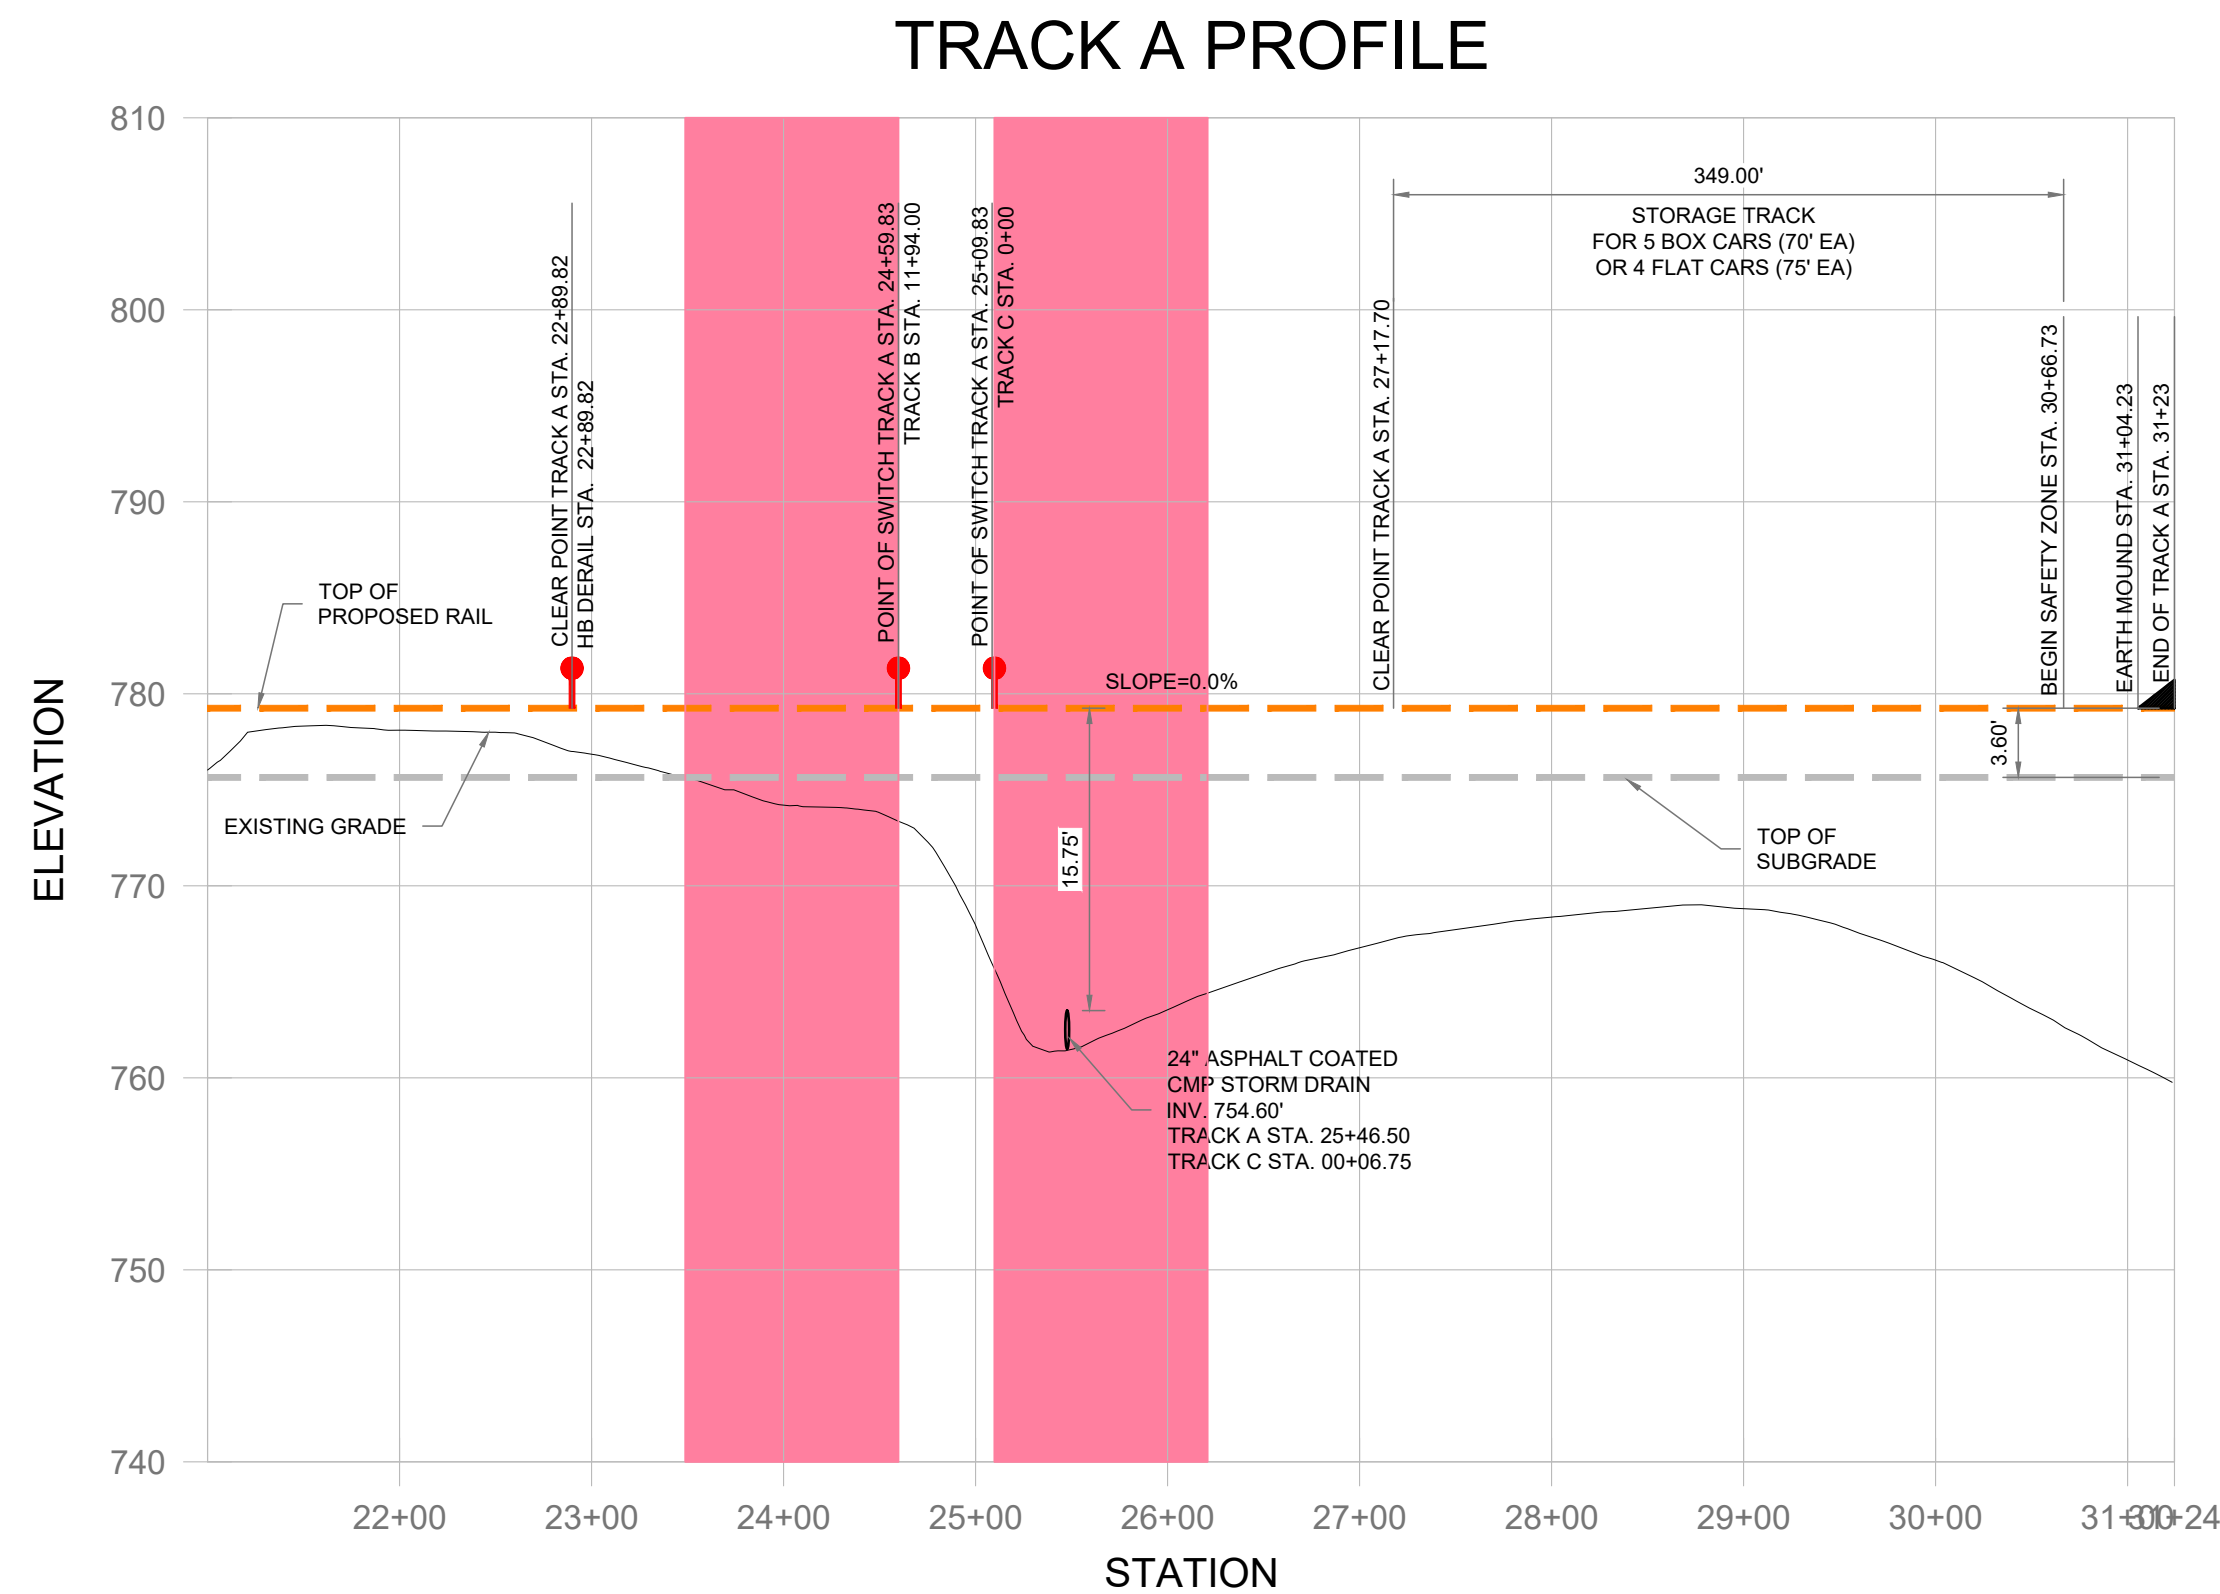 TRACK A PROFILE
810
800
790
780
770
760
750
740
ELEVATION
349.00'
STORAGE TRACK
FOR 5 BOX CARS (70' EA)
OR 4 FLAT CARS (75' EA)
CLEAR POINT TRACK A STA. 22+89.82
HB DERAIL STA. 22+89.82
POINT OF SWITCH TRACK A STA. 24+59.83
TRACK B STA. 11+94.00
POINT OF SWITCH TRACK A STA. 25+09.83
TRACK C STA. 0+00
CLEAR POINT TRACK A STA. 27+17.70
BEGIN SAFETY ZONE STA. 30+66.73
EARTH MOUND STA. 31+04.23
END OF TRACK A STA. 31+23
TOP OF
PROPOSED RAIL
SLOPE=0.0%
3.60'
EXISTING GRADE
15.75'
TOP OF
SUBGRADE
24" ASPHALT COATED
CMP STORM DRAIN
INV. 754.60'
TRACK A STA. 25+46.50
TRACK C STA. 00+06.75
22+00
23+00
24+00
25+00
26+00
27+00
28+00
29+00
30+00
31+00
31+24
STATION